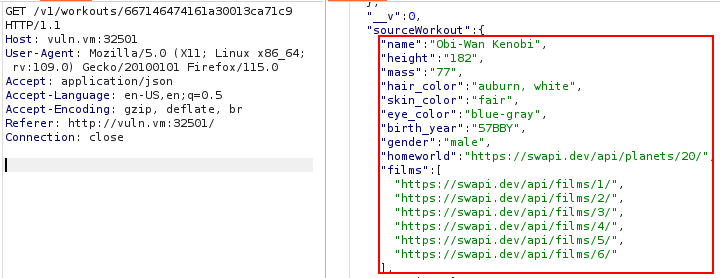 GET /v1/workouts/667146474161a30013ca71c9
HTTP/1.1
Host: vuln.vm:32501
User-Agent: Mozilla/5.0 (X11; Linux x86_64;
rv:109.0) Gecko/20100101 Firefox/115.0
Accept: application/json
Accept-Language: en-US,en;q=0.5
Accept-Encoding: gzip, deflate, br
Referer: http://vuln.vm:32501/
Connection: close
},
"__v":0,
"sourceWorkout":{
"name":"Obi-Wan Kenobi",
"height":"182",
"mass":"77",
"hair_color":"auburn, white",
"skin_color":"fair",
"eye_color":"blue-gray",
"birth_year":"57BBY",
"gender":"male",
"homeworld":"https://swapi.dev/api/planets/20/",
"films":[
"https://swapi.dev/api/films/1/",
"https://swapi.dev/api/films/2/",
"https://swapi.dev/api/films/3/",
"https://swapi.dev/api/films/4/",
"https://swapi.dev/api/films/5/",
"https://swapi.dev/api/films/6/"
],